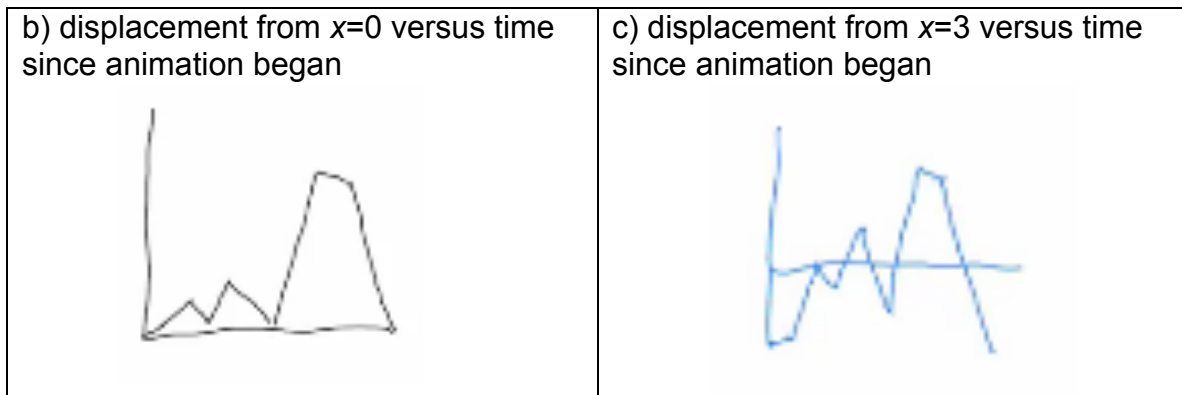 b) displacement from x=0 versus time
since animation began
c) displacement from x=3 versus time
since animation began